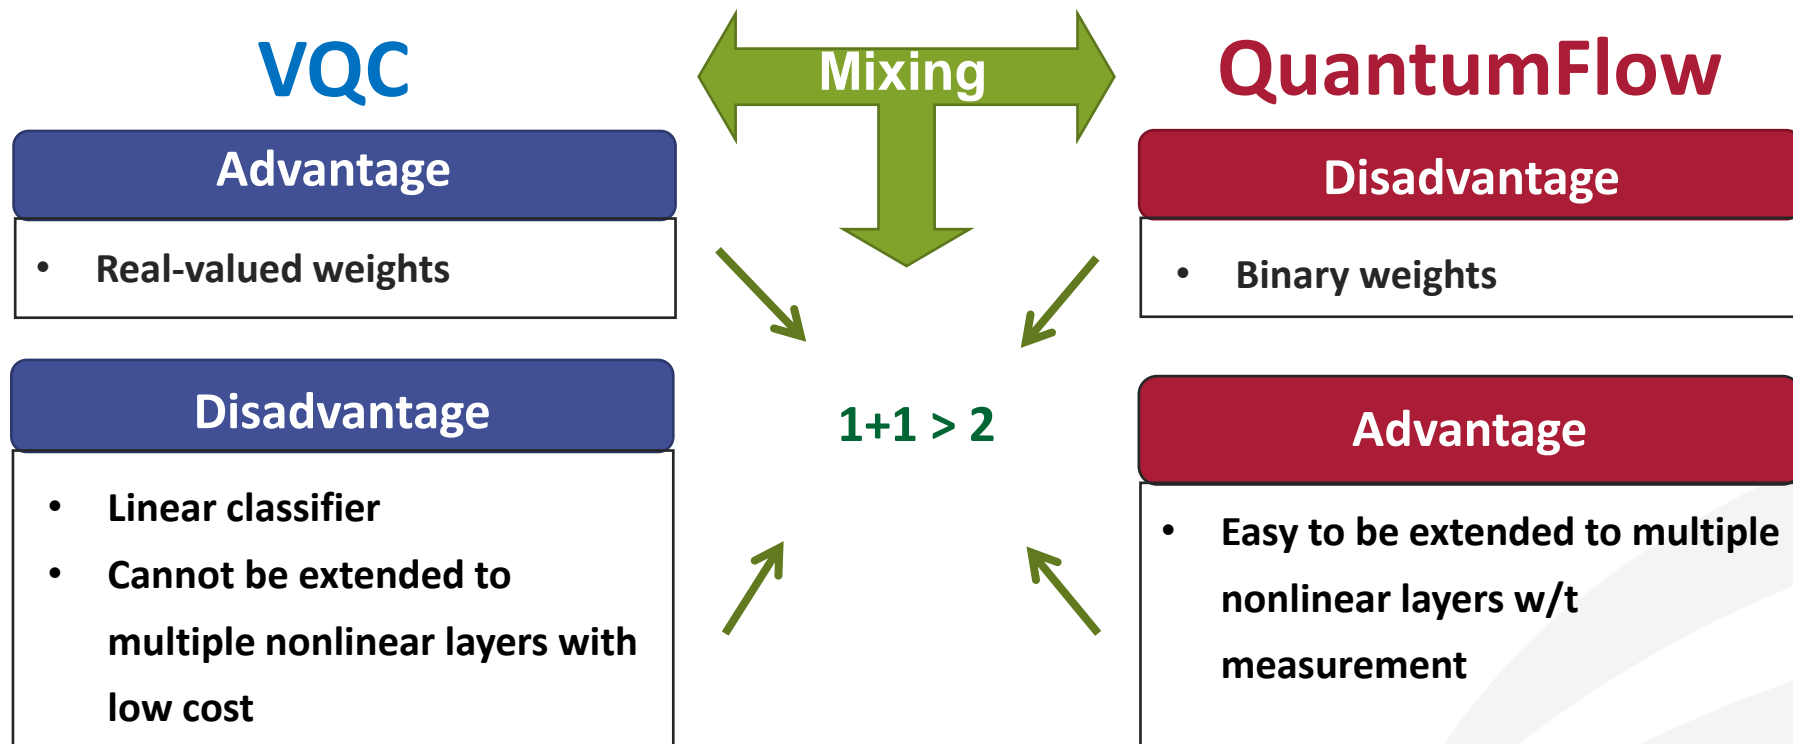 VQC
Mixing
QuantumFlow
Advantage
• Real-valued weights
Disadvantage
• Linear classifier
• Cannot be extended to
multiple nonlinear layers with
low cost
1+1 > 2
Disadvantage
• Binary weights
Advantage
• Easy to be extended to multiple
nonlinear layers w/t
measurement